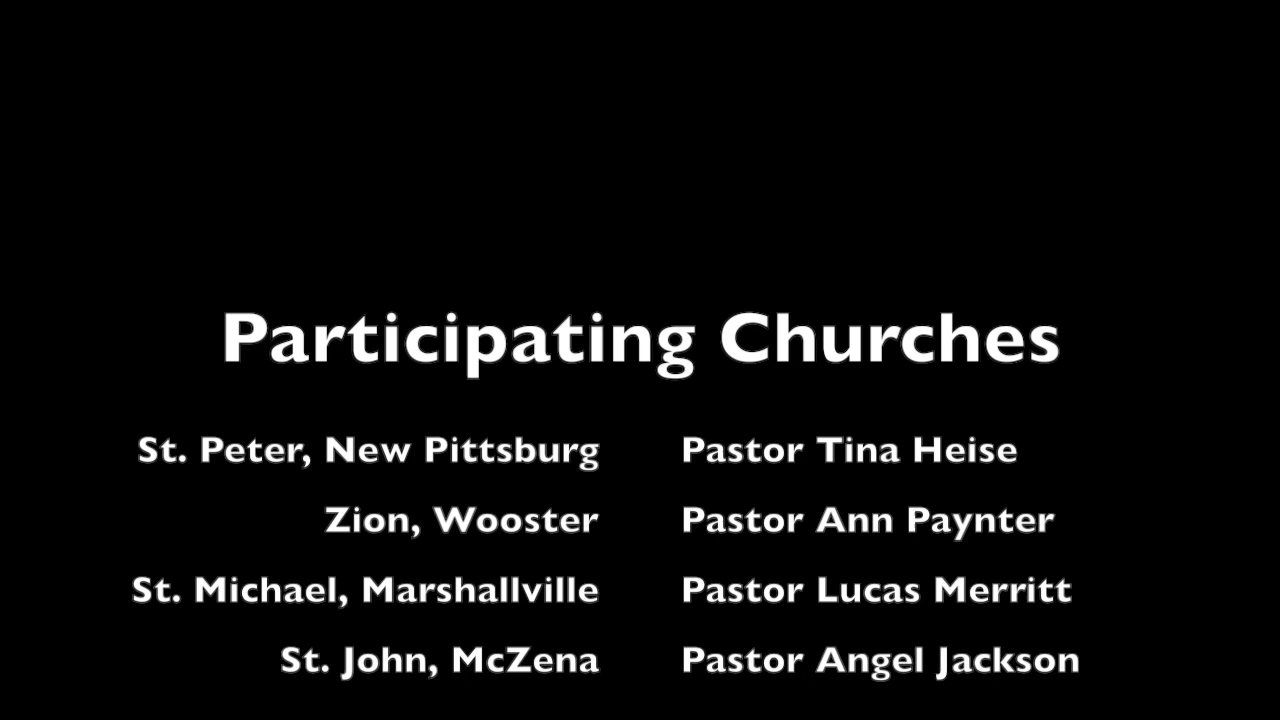 Participating Churches
St. Peter, New Pittsburg Pastor Tina Heise
Zion, Wooster Pastor Ann Paynter
St. Michael, Marshallville Pastor Lucas Merritt
St. John, McZena Pastor Angel Jackson